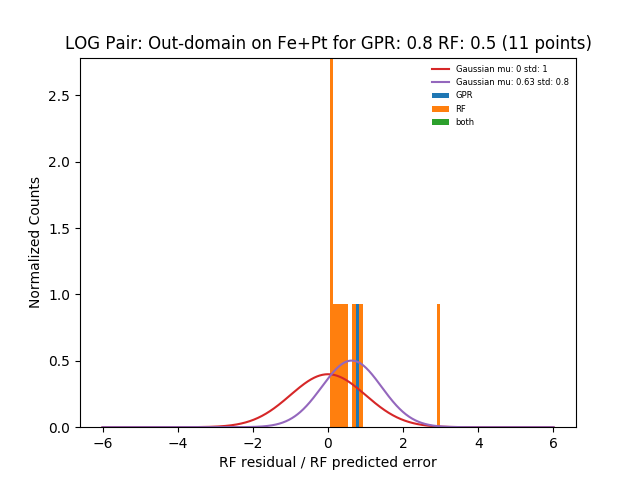 LOG Pair: Out-domain on Fe+Pt for GPR: 0.8 RF: 0.5 (11 points)
Gaussian mu: 0 std: 1
Gaussian mu: 0.63 std: 0.8
GPR
RF
both
Normalized Counts
2.5
2.0
1.5
1.0
0.5
0.0
−6 −4 −2 0 2 4 6
RF residual / RF predicted error